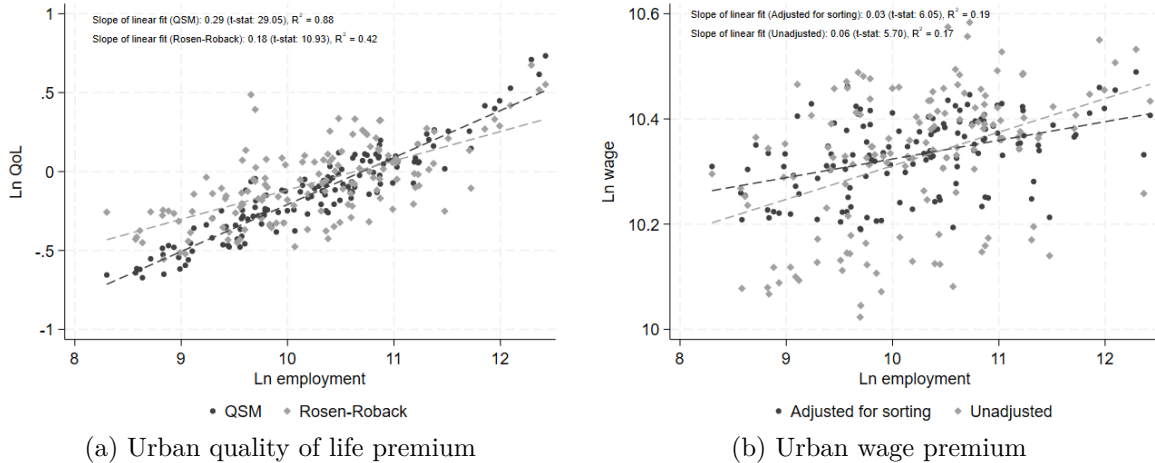 Slope of linear fit (QSM): 0.29 (t-stat: 29.05), R² = 0.88
Slope of linear fit (Rosen-Roback): 0.18 (t-stat: 10.93), R² = 0.42
1
.5
0
-.5
-1
Ln QoL
8 9 10 11 12
Ln employment
QSM Rosen-Roback
(a) Urban quality of life premium
Slope of linear fit (Adjusted for sorting): 0.03 (t-stat: 6.05), R² = 0.19
Slope of linear fit (Unadjusted): 0.06 (t-stat: 5.70), R² = 0.17
10.6
10.4
10.2
10
Ln wage
8 9 10 11 12
Ln employment
Adjusted for sorting Unadjusted
(b) Urban wage premium